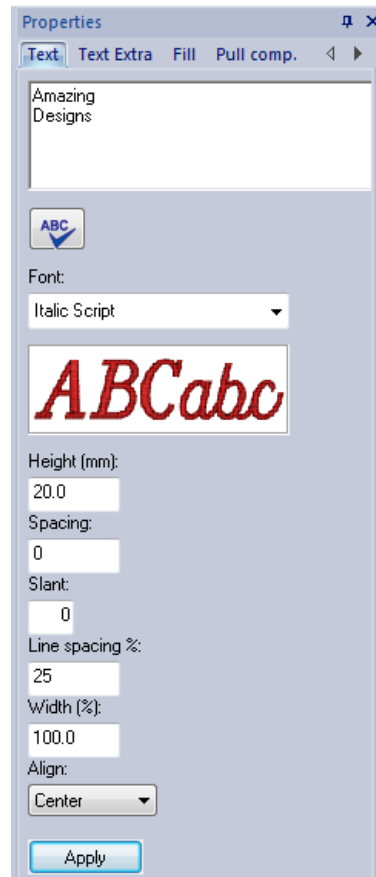 Properties
Text Text Extra Fill Pull comp.
Amazing
Designs
ABC
Font:
Italic Script
ABCabc
Height (mm):
20.0
Spacing:
0
Slant:
0
Line spacing %:
25
Width (%):
100.0
Align:
Center
Apply